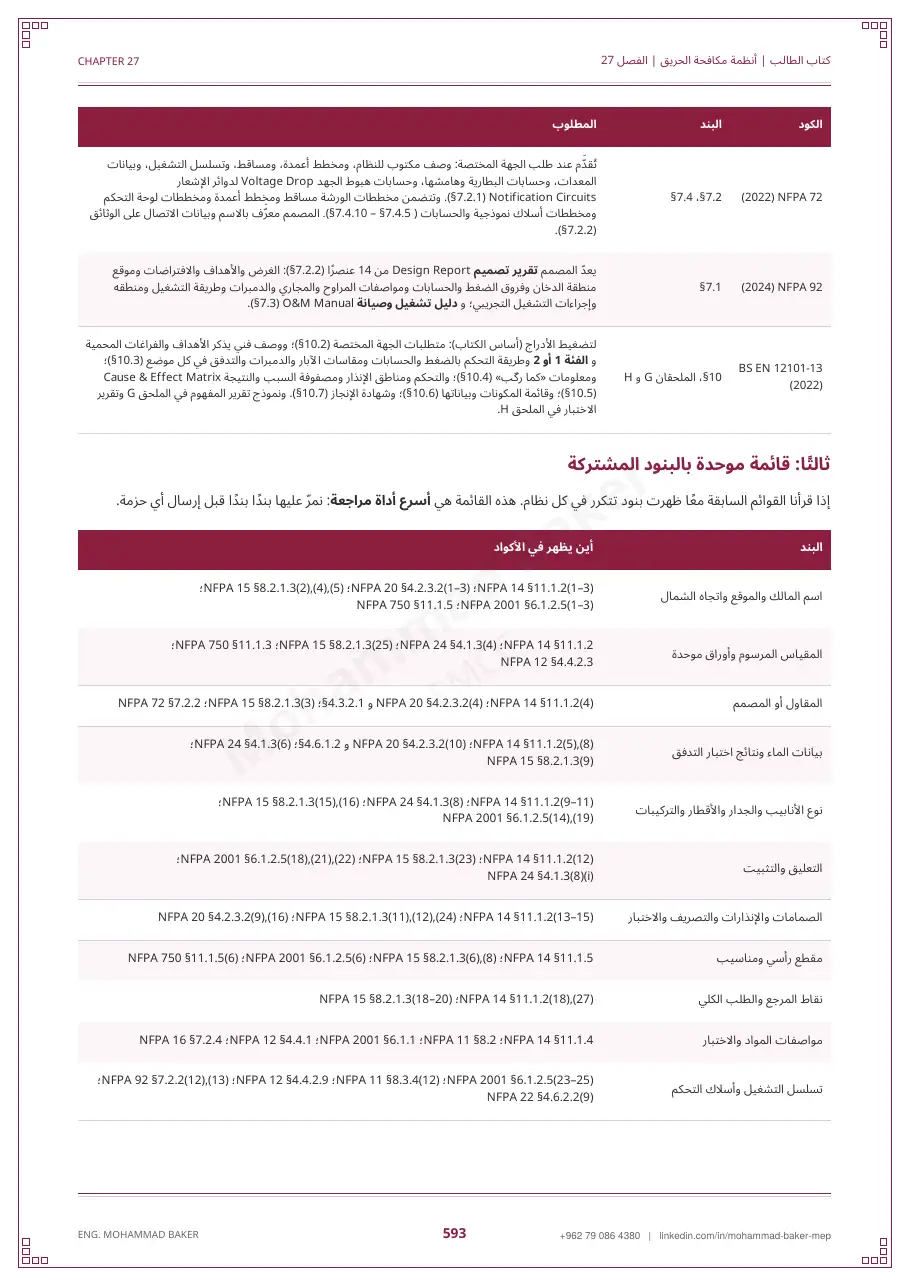 CHAPTER 27
كتاب الطالب | أنظمة مكافحة الحريق | الفصل 27
الكود البند المطلوب
NFPA 72 (2022) §7.2، §7.4
تُقدَّم عند طلب الجهة المختصة: وصف مكتوب للنظام، ومخطط أعمدة، ومساقط، وتسلسل التشغيل، وبيانات
المعدات، وحسابات البطارية وهامشها، وحسابات هبوط الجهد Voltage Drop لدوائر الإشعار
Notification Circuits (§7.2.1). وتتضمن مخططات الورشة مساقط ومخطط أعمدة ومخططات لوحة التحكم
ومخططات أسلاك نموذجية والحسابات ( §7.4.5 – §7.4.10). المصمم معرَّف بالاسم وبيانات الاتصال على الوثائق
(§7.2.2).
NFPA 92 (2024) §7.1
يعدّ المصمم تقرير تصميم Design Report من 14 عنصرًا (§7.2.2): الغرض والأهداف والافتراضات وموقع
منطقة الدخان وفروق الضغط والحسابات ومواصفات المراوح والمجاري والدمبرات وطريقة التشغيل ومنطقه
وإجراءات التشغيل التجريبي؛ و دليل تشغيل وصيانة O&M Manual (§7.3).
BS EN 12101-13
(2022)
§10، الملحقان G و H
لتضغيط الأدراج (أساس الكتاب): متطلبات الجهة المختصة (§10.2)؛ ووصف فني يذكر الأهداف والفراغات المحمية
و الفئة 1 أو 2 وطريقة التحكم بالضغط والحسابات ومقاسات الآبار والدمبرات والتدفق في كل موضع (§10.3)؛
ومعلومات «كما رُكّب» (§10.4)؛ والتحكم ومناطق الإنذار ومصفوفة السبب والنتيجة Cause & Effect Matrix
(§10.5)؛ وقائمة المكونات وبياناتها (§10.6)؛ وشهادة الإنجاز (§10.7). ونموذج تقرير المفهوم في الملحق G وتقرير
الاختبار في الملحق H.
ثالثًا: قائمة موحدة بالبنود المشتركة
إذا قرأنا القوائم السابقة معًا ظهرت بنود تتكرر في كل نظام. هذه القائمة هي أسرع أداة مراجعة: نمرّ عليها بندًا بندًا قبل إرسال أي حزمة.
البند أين يظهر في الأكواد
اسم المالك والموقع واتجاه الشمال
NFPA 14 §11.1.2(1–3)؛ NFPA 20 §4.2.3.2(1–3)؛ NFPA 15 §8.2.1.3(2),(4),(5)؛
NFPA 2001 §6.1.2.5(1–3)؛ NFPA 750 §11.1.5
المقياس المرسوم وأوراق موحدة
NFPA 14 §11.1.2؛ NFPA 24 §4.1.3(4)؛ NFPA 15 §8.2.1.3(25)؛ NFPA 750 §11.1.3؛
NFPA 12 §4.4.2.3
المقاول أو المصمم
NFPA 14 §11.1.2(4)؛ NFPA 20 §4.2.3.2(4) و §4.3.2.1؛ NFPA 15 §8.2.1.3(3)؛ NFPA 72 §7.2.2
بيانات الماء ونتائج اختبار التدفق
NFPA 14 §11.1.2(5),(8)؛ NFPA 20 §4.2.3.2(10) و §4.6.1.2؛ NFPA 24 §4.1.3(6)؛
NFPA 15 §8.2.1.3(9)
نوع الأنابيب والجدار والأقطار والتركيبات
NFPA 14 §11.1.2(9–11)؛ NFPA 24 §4.1.3(8)؛ NFPA 15 §8.2.1.3(15),(16)؛
NFPA 2001 §6.1.2.5(14),(19)
التعليق والتثبيت
NFPA 14 §11.1.2(12)؛ NFPA 15 §8.2.1.3(23)؛ NFPA 2001 §6.1.2.5(18),(21),(22)؛
NFPA 24 §4.1.3(8)(i)
الصمامات والإنذارات والتصريف والاختبار
NFPA 14 §11.1.2(13–15)؛ NFPA 15 §8.2.1.3(11),(12),(24)؛ NFPA 20 §4.2.3.2(9),(16)
مقطع رأسي ومناسيب
NFPA 14 §11.1.5؛ NFPA 15 §8.2.1.3(6),(8)؛ NFPA 2001 §6.1.2.5(6)؛ NFPA 750 §11.1.5(6)
نقاط المرجع والطلب الكلي
NFPA 14 §11.1.2(18),(27)؛ NFPA 15 §8.2.1.3(18–20)
مواصفات المواد والاختبار
NFPA 14 §11.1.4؛ NFPA 11 §8.2؛ NFPA 2001 §6.1.1؛ NFPA 12 §4.4.1؛ NFPA 16 §7.2.4
تسلسل التشغيل وأسلاك التحكم
NFPA 2001 §6.1.2.5(23–25)؛ NFPA 11 §8.3.4(12)؛ NFPA 12 §4.4.2.9؛ NFPA 92 §7.2.2(12),(13)؛
NFPA 22 §4.6.2.2(9)
Mohammad Baker
ENG. MOHAMMAD BAKER
593
+962 79 086 4380 | linkedin.com/in/mohammad-baker-mep